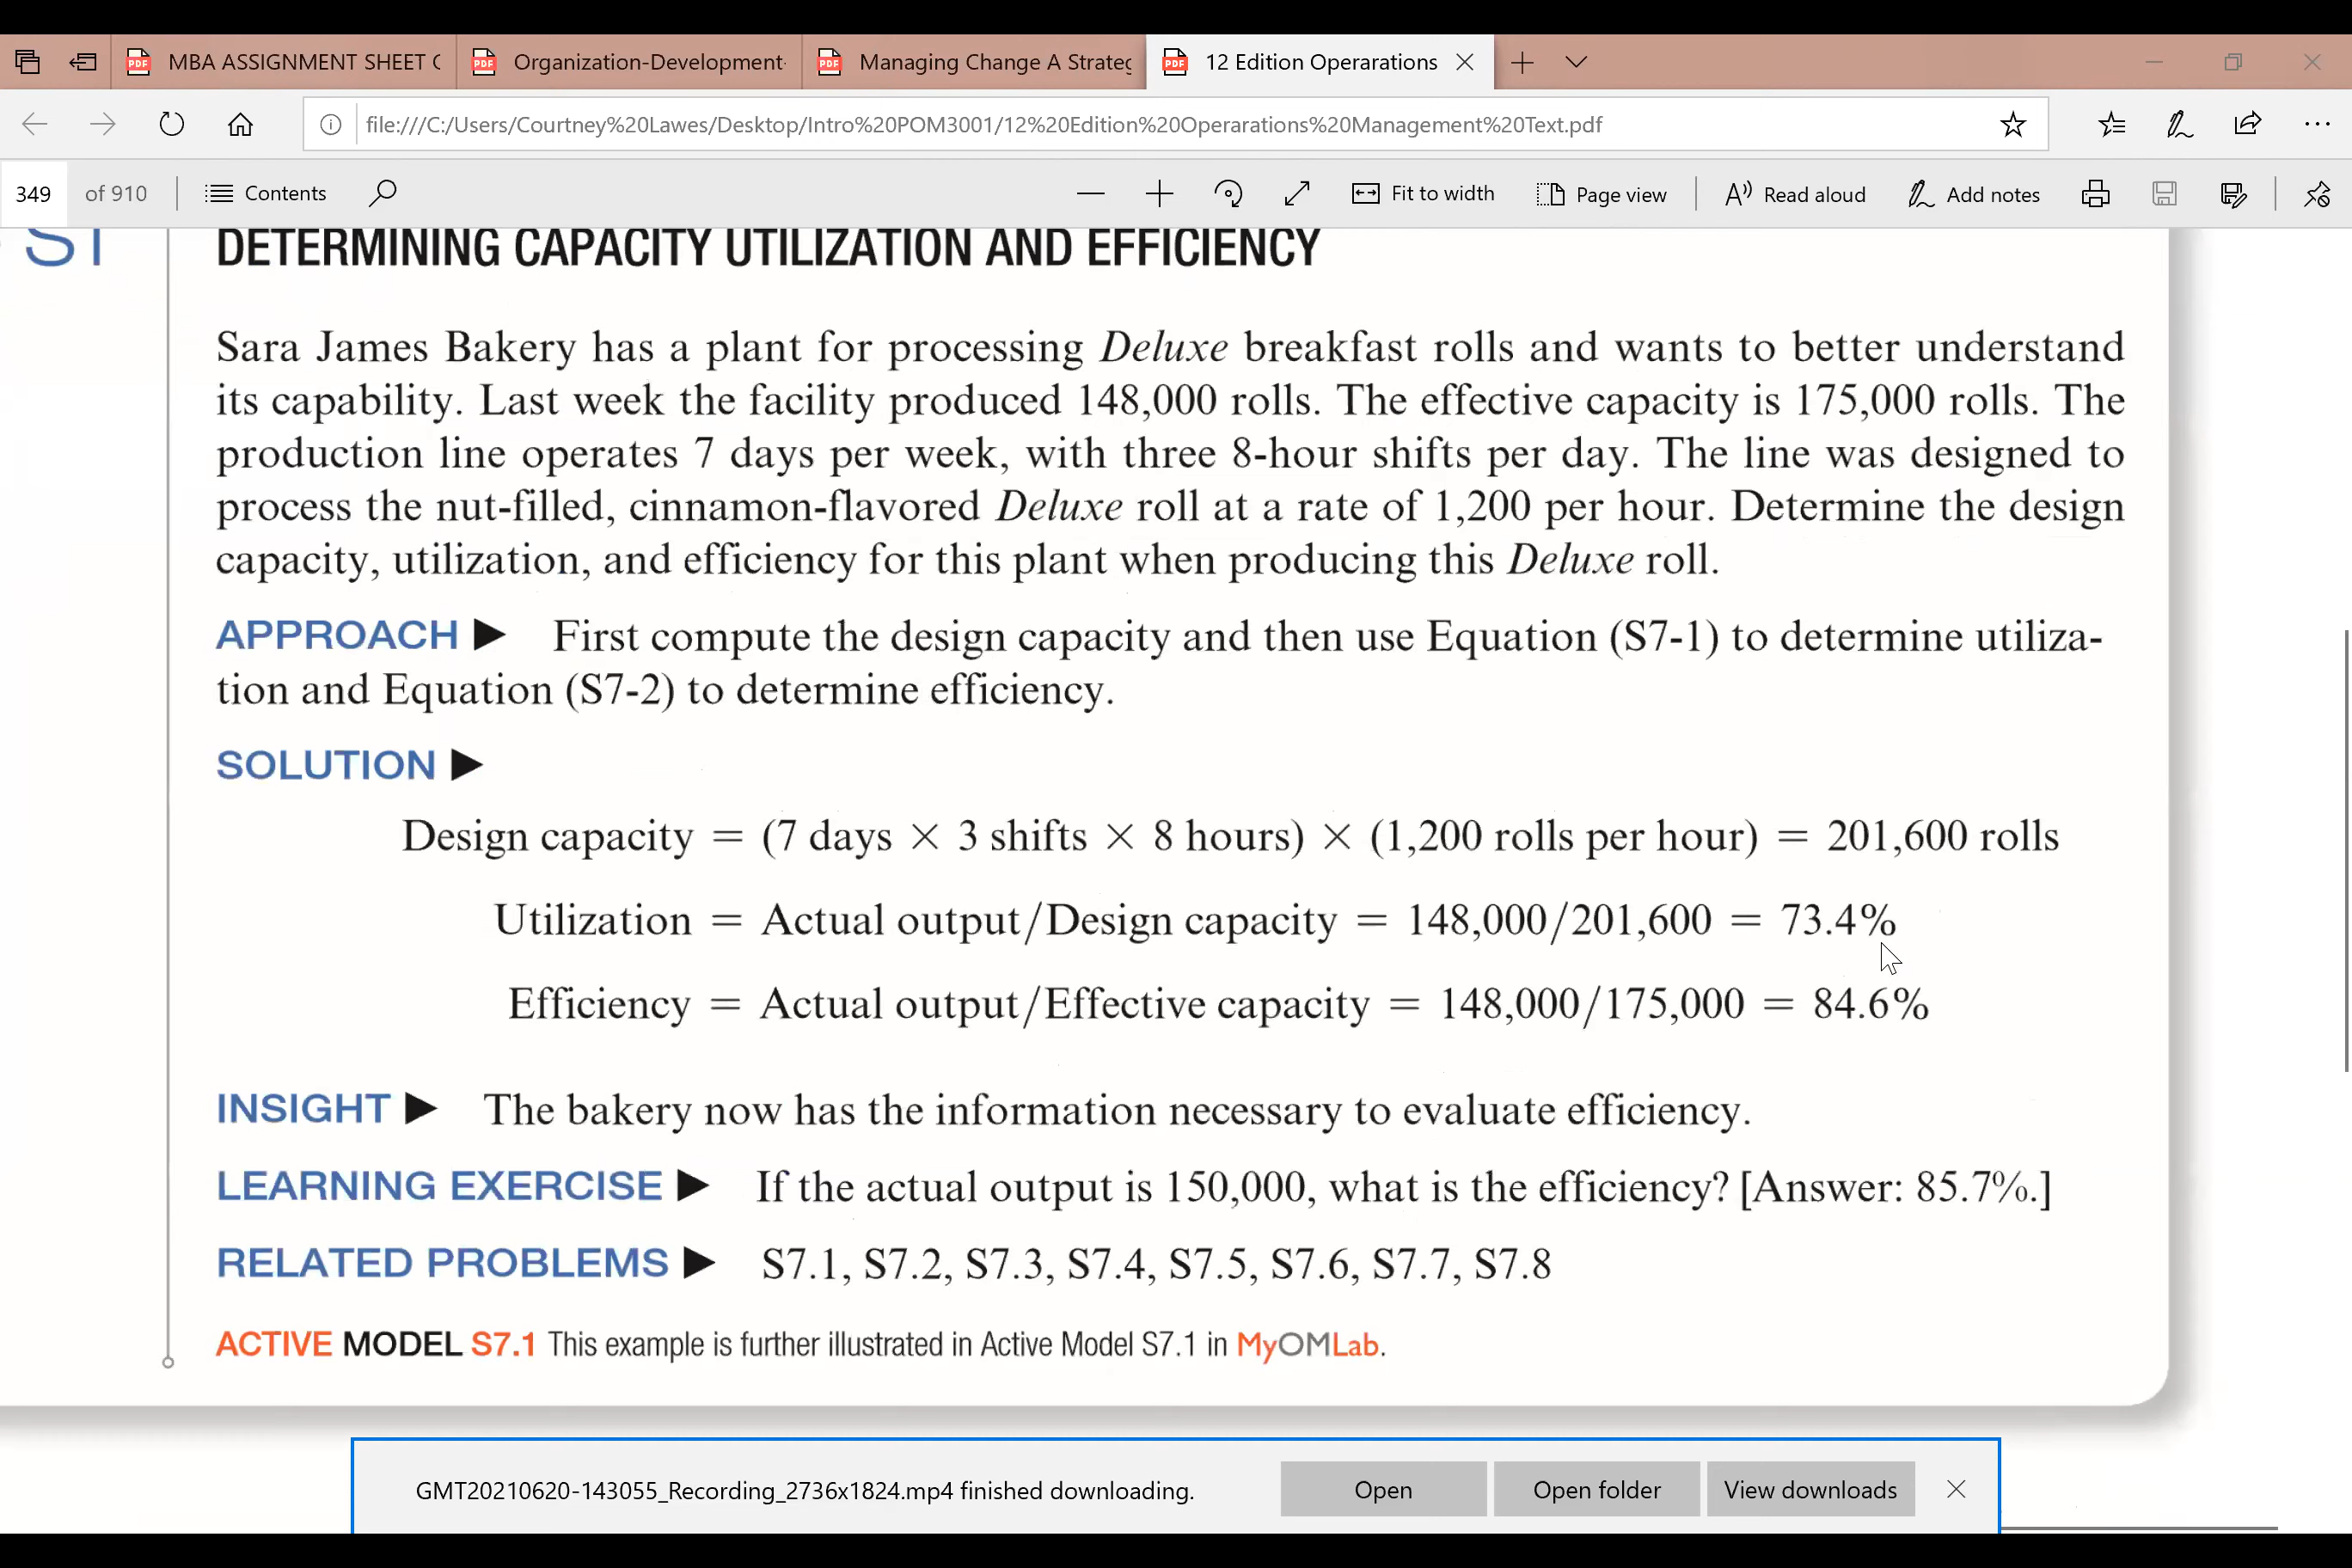 MBA ASSIGNMENT SHEET C
Organization-Development-
Managing Change A Strateg
12 Edition Operarations
file:///C:/Users/Courtney%20Lawes/Desktop/Intro%20POM3001/12%20Edition%20Operarations%20Management%20Text.pdf
349 of 910 Contents Fit to width Page view Read aloud Add notes
S1 DETERMINING CAPACITY UTILIZATION AND EFFICIENCY
Sara James Bakery has a plant for processing Deluxe breakfast rolls and wants to better understand
its capability. Last week the facility produced 148,000 rolls. The effective capacity is 175,000 rolls. The
production line operates 7 days per week, with three 8-hour shifts per day. The line was designed to
process the nut-filled, cinnamon-flavored Deluxe roll at a rate of 1,200 per hour. Determine the design
capacity, utilization, and efficiency for this plant when producing this Deluxe roll.
APPROACH ▶ First compute the design capacity and then use Equation (S7-1) to determine utiliza-
tion and Equation (S7-2) to determine efficiency.
SOLUTION ▶
Design capacity = (7 days × 3 shifts × 8 hours) × (1,200 rolls per hour) = 201,600 rolls
Utilization = Actual output/Design capacity = 148,000/201,600 = 73.4%
Efficiency = Actual output/Effective capacity = 148,000/175,000 = 84.6%
INSIGHT ▶ The bakery now has the information necessary to evaluate efficiency.
LEARNING EXERCISE ▶ If the actual output is 150,000, what is the efficiency? [Answer: 85.7%.]
RELATED PROBLEMS ▶ S7.1, S7.2, S7.3, S7.4, S7.5, S7.6, S7.7, S7.8
ACTIVE MODEL S7.1 This example is further illustrated in Active Model S7.1 in MyOMLab.
GMT20210620-143055_Recording_2736x1824.mp4 finished downloading. Open Open folder View downloads